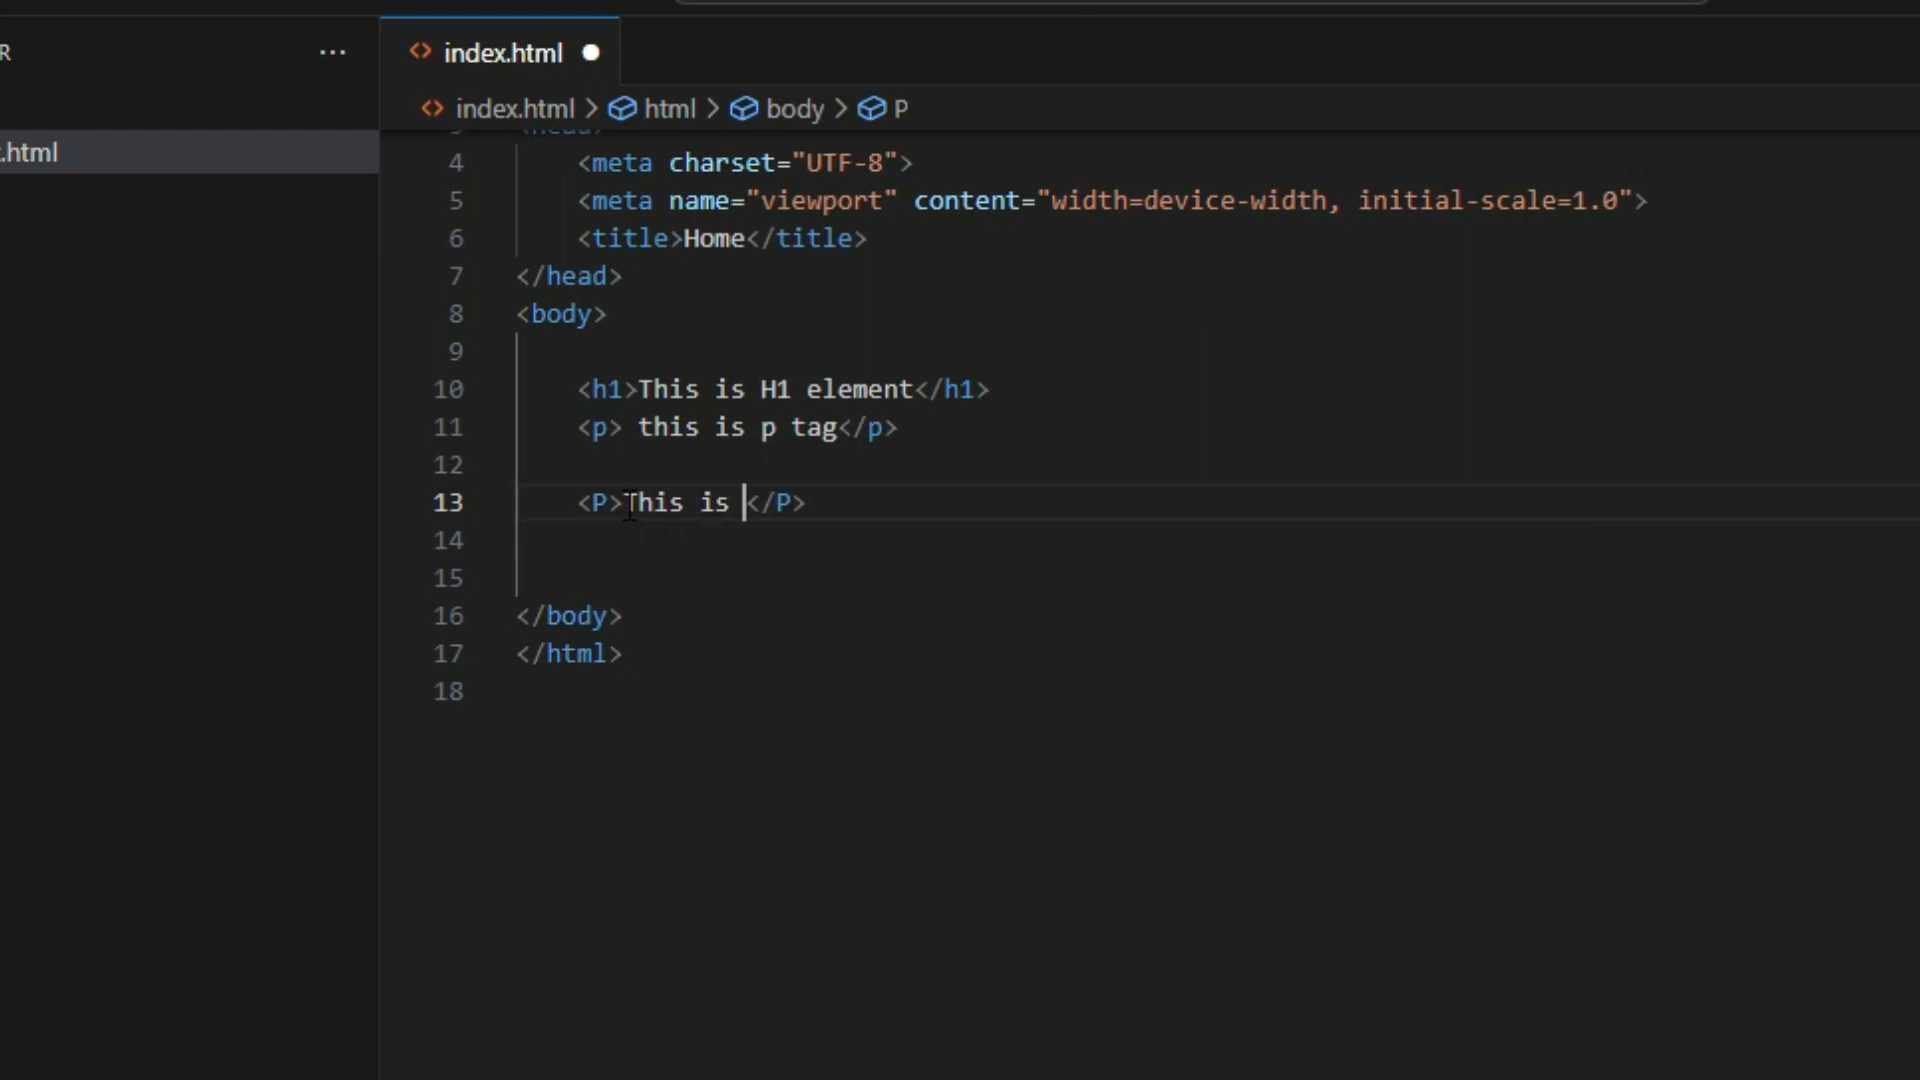 R ···
index.html
index.html > html > body > P
.html
4 <meta charset="UTF-8">
5 <meta name="viewport" content="width=device-width, initial-scale=1.0">
6 <title>Home</title>
7 </head>
8 <body>
9
10 <h1>This is H1 element</h1>
11 <p> this is p tag</p>
12
13 <P>This is </P>
14
15
16 </body>
17 </html>
18